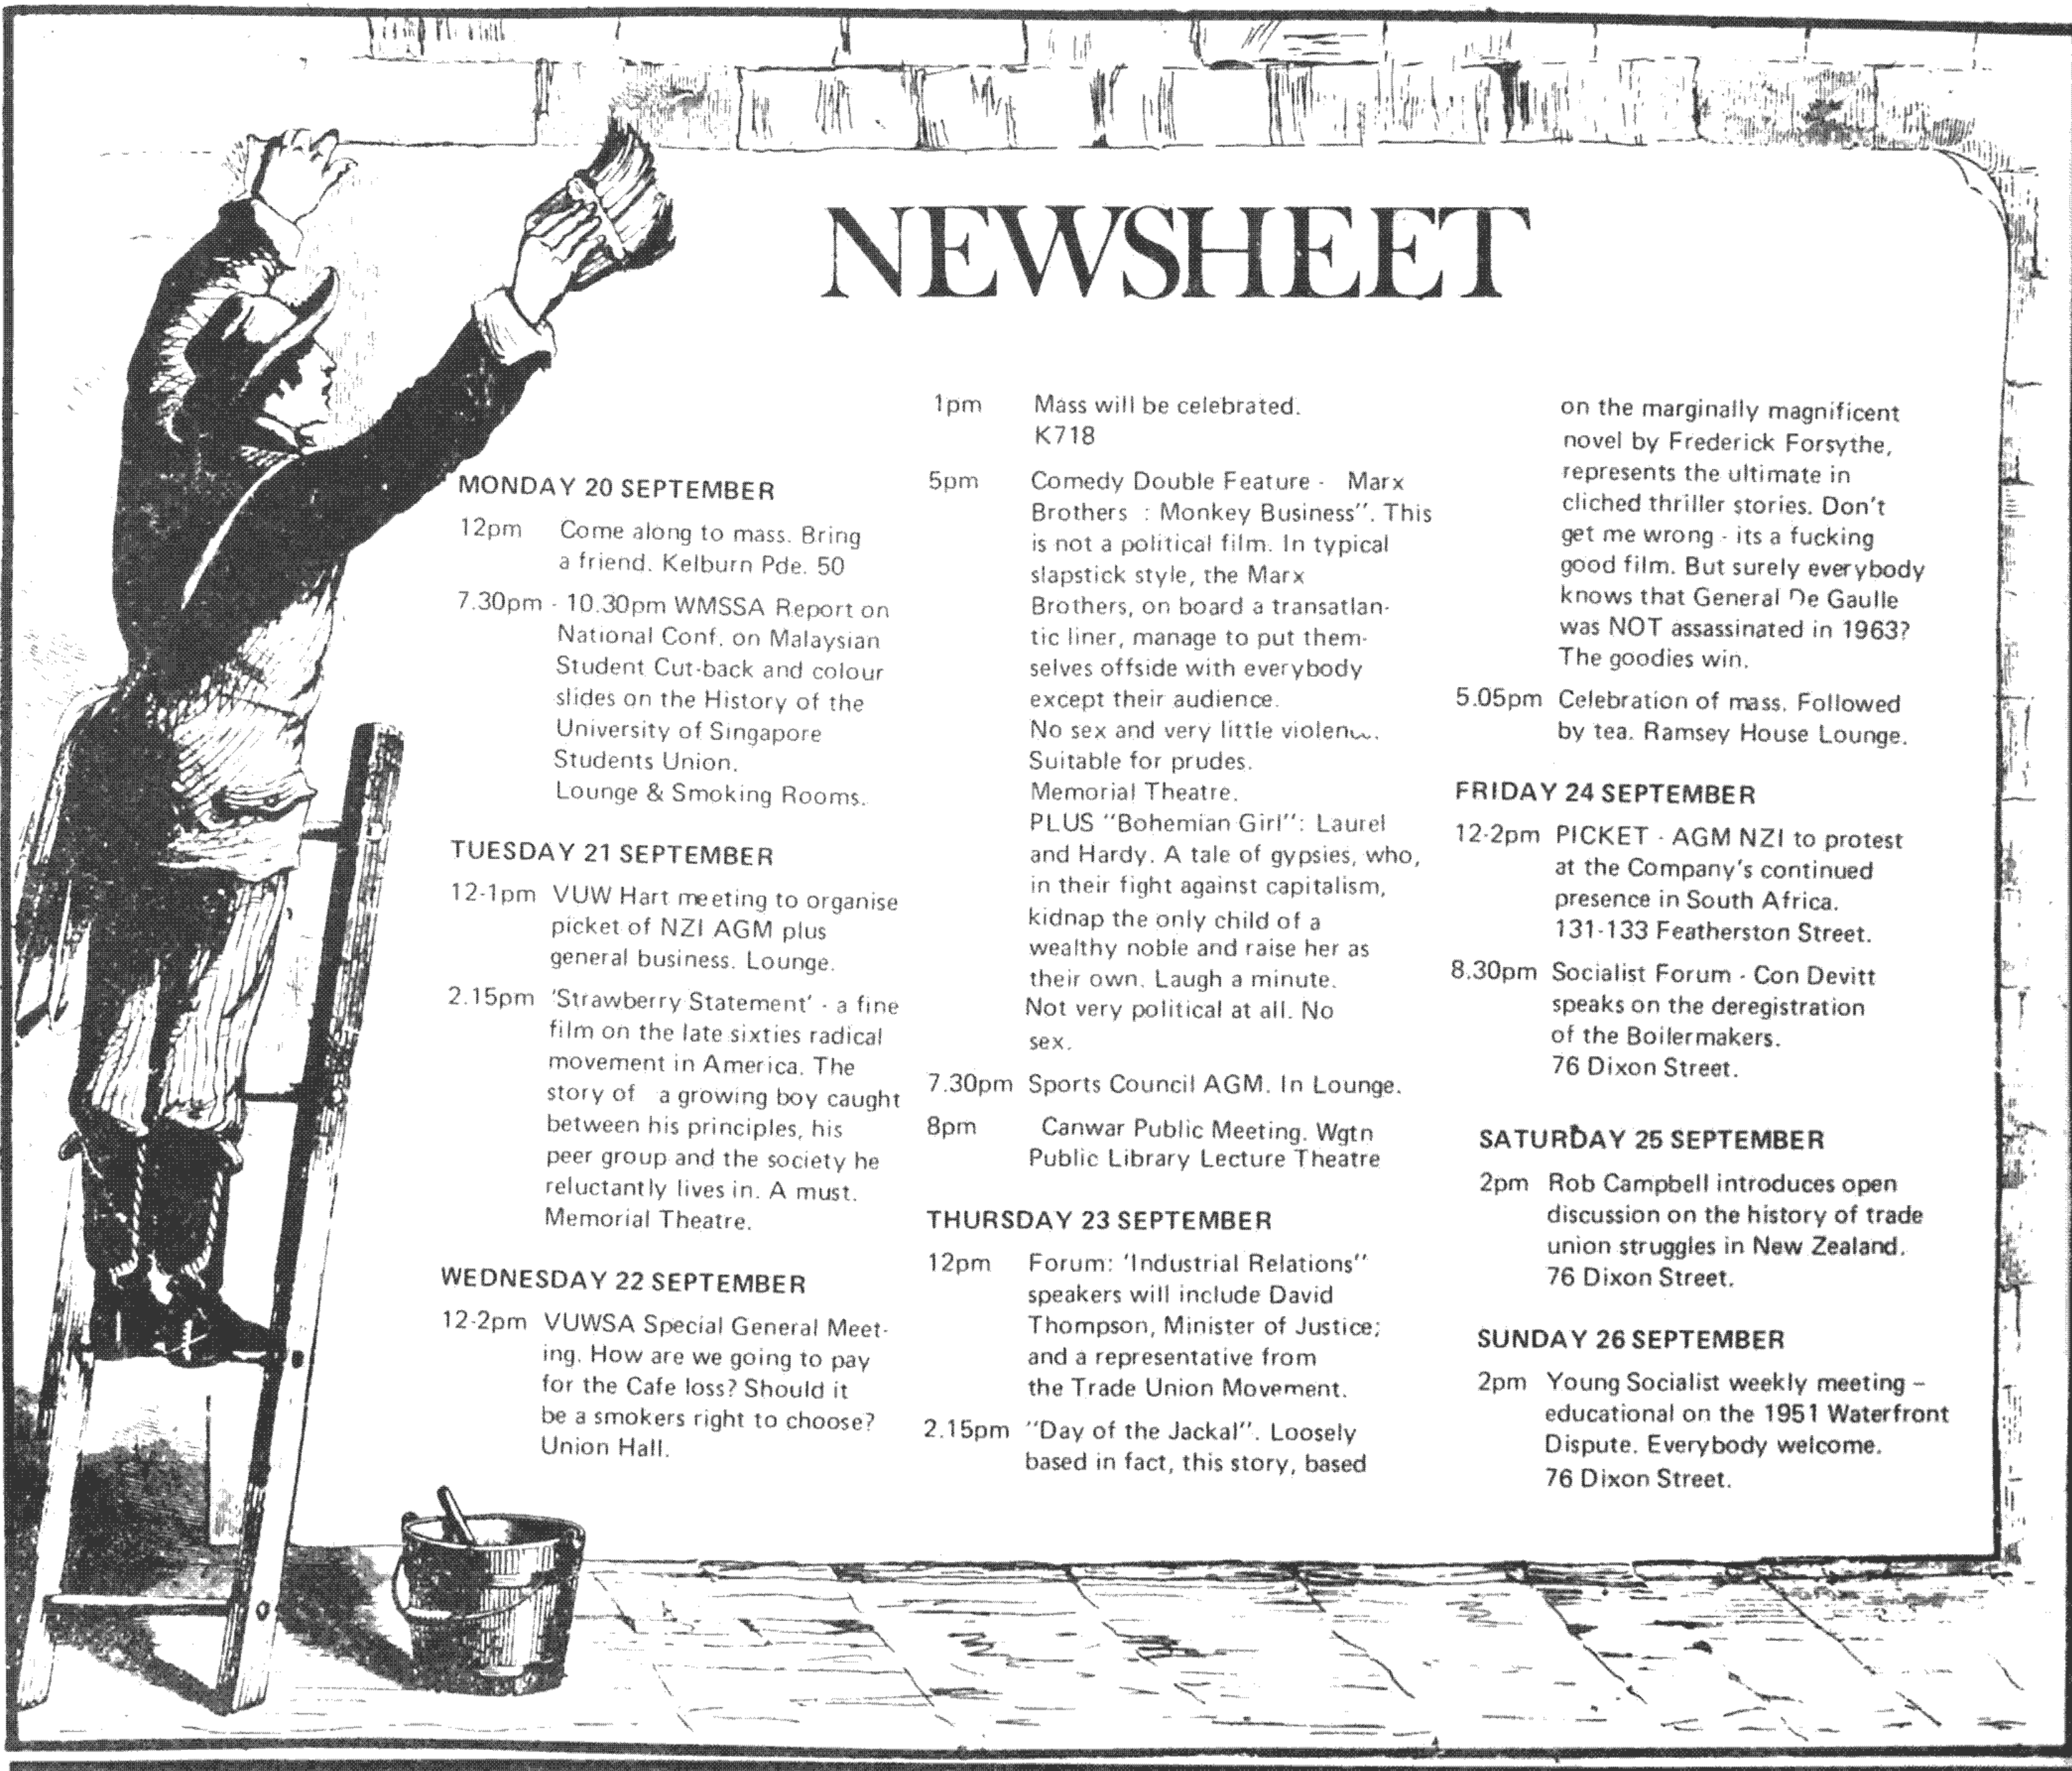 NEWSHEET
MONDAY 20 SEPTEMBER
12pm Come along to mass. Bring
a friend. Kelburn Pde. 50
7.30pm - 10.30pm WMSSA Report on
National Conf. on Malaysian
Student Cut-back and colour
slides on the History of the
University of Singapore
Students Union.
Lounge & Smoking Rooms.
TUESDAY 21 SEPTEMBER
12-1pm VUW Hart meeting to organise
picket of NZI AGM plus
general business. Lounge.
2.15pm 'Strawberry Statement' - a fine
film on the late sixties radical
movement in America. The
story of a growing boy caught
between his principles, his
peer group and the society he
reluctantly lives in. A must.
Memorial Theatre.
WEDNESDAY 22 SEPTEMBER
12-2pm VUWSA Special General Meet-
ing. How are we going to pay
for the Cafe loss? Should it
be a smokers right to choose?
Union Hall.
1pm Mass will be celebrated.
K718
5pm Comedy Double Feature - Marx
Brothers : Monkey Business". This
is not a political film. In typical
slapstick style, the Marx
Brothers, on board a transatlan-
tic liner, manage to put them-
selves offside with everybody
except their audience.
No sex and very little
Suitable for prudes.
Memorial Theatre.
PLUS "Bohemian Girl": Laurel
and Hardy. A tale of gypsies, who,
in their fight against capitalism,
kidnap the only child of a
wealthy noble and raise her as
their own. Laugh a minute.
Not very political at all. No
sex.
7.30pm Sports Council AGM. In Lounge.
8pm Canwar Public Meeting. Wgtn
Public Library Lecture Theatre
THURSDAY 23 SEPTEMBER
12pm Forum: 'Industrial Relations"
speakers will include David
Thompson, Minister of Justice;
and a representative from
the Trade Union Movement.
2.15pm "Day of the Jackal". Loosely
based in fact, this story, based
on the marginally magnificent
novel by Frederick Forsythe,
represents the ultimate in
cliched thriller stories. Don't
get me wrong - its a fucking
good film. But surely everybody
knows that General De Gaulle
was NOT assassinated in 1963?
The goodies win.
5.05pm Celebration of mass. Followed
by tea. Ramsey House Lounge.
FRIDAY 24 SEPTEMBER
12-2pm PICKET - AGM NZI to protest
at the Company's continued
presence in South Africa.
131-133 Featherston Street.
8.30pm Socialist Forum - Con Devitt
speaks on the deregistration
of the Boilermakers.
76 Dixon Street.
SATURDAY 25 SEPTEMBER
2pm Rob Campbell introduces open
discussion on the history of trade
union struggles in New Zealand.
76 Dixon Street.
SUNDAY 26 SEPTEMBER
2pm Young Socialist weekly meeting –
educational on the 1951 Waterfront
Dispute. Everybody welcome.
76 Dixon Street.